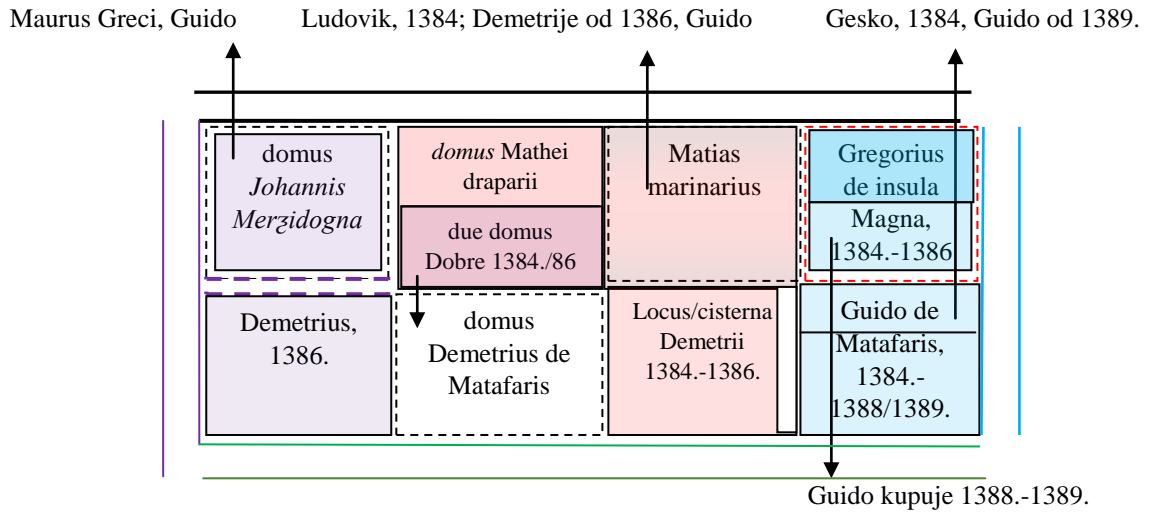 Maurus Greci, Guido
Ludovik, 1384; Demetrije od 1386, Guido
Gesko, 1384, Guido od 1389.
domus
Johannis
Merzidogna
domus Mathei
draparii
due domus
Dobre 1384./86
Matias
marinarius
Gregorius
de insula
Magna,
1384.-1386
Demetrius,
1386.
domus
Demetrius de
Matafaris
Locus/cisterna
Demetrii
1384.-1386.
Guido de
Matafaris,
1384.-
1388/1389.
Guido kupuje 1388.-1389.